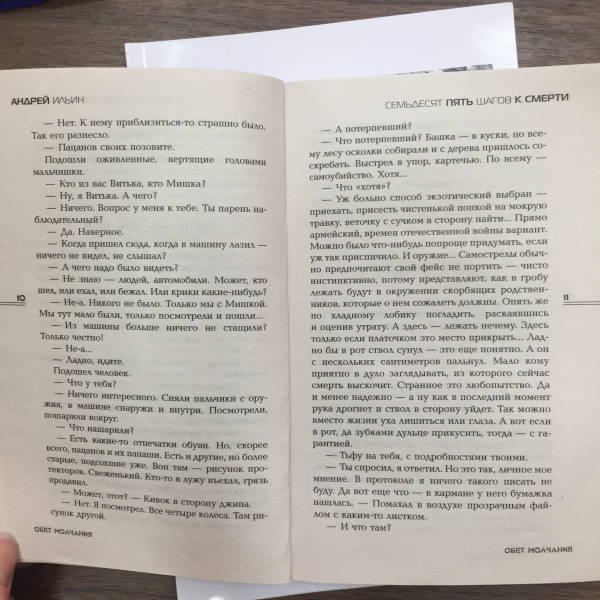 АНДРЕЙ ИЛЬИН
— Нет. К нему приблизиться-то страшно было.
Так его разнесло.
— Пацанов своих позовите.
Подошли оживленные, вертящие головами
мальчишки.
— Кто из вас Витька, кто Мишка?
— Ну, я Витька. А чего?
— Ничего. Вопрос у меня к тебе. Ты парень на-
блюдательный?
— Да. Наверное.
— Когда пришел сюда, когда в машину лазил —
ничего не видел, не слышал?
— А чего надо было видеть?
— Не знаю — людей, автомобили. Может, кто
шел, или ехал, или бежал. Или крики какие-нибудь?
— Не-а. Никого не было. Только мы с Мишкой.
Мы тут мало были, только посмотрели и пошли...
— Из машины больше ничего не стащили?
Только честно!
— Не-а...
— Ладно, идите.
Подошел человек.
— Что у тебя?
— Ничего интересного. Сняли пальчики с ору-
жия, в машине снаружи и внутри. Посмотрели,
пошарили вокруг.
— Что нашарили?
— Есть какие-то отпечатки обуви. Но, скорее
всего, пацанов и их папаши. Есть и другие, но более
старые, подсохшие уже. Вон там — рисунок про-
текторов. Свеженький. Кто-то в лужу въехал, грязь
продавил.
— Может, этот? — Кивок в сторону джипа.
— Нет. Я посмотрел. Все четыре колеса. Там ри-
сунок другой.
10
ОБЕТ МОЛЧАНИЯ
СЕМЬДЕСЯТ ПЯТЬ ШАГОВ К СМЕРТИ
— А потерпевший?
— Что потерпевший? Башка — в куски, по все-
му лесу осколки собирали и с дерева пришлось со-
скребать. Выстрел в упор, картечью. По всему —
самоубийство. Хотя...
— Что «хотя»?
— Уж больно способ экзотический выбран —
приехать, присесть чистенькой попкой на мокрую
травку, веточку с сучком в сторону найти... Прямо
армейский, времен отечественной войны вариант.
Можно было что-нибудь попроще придумать, если
уж так приспичило. И оружие... Самострелы обыч-
но предпочитают свой фейс не портить — чисто
инстинктивно, потому представляют, как в гробу
лежать будут в окружении скорбящих родствен-
ников, которые о нем сожалеть должны. Опять же
по хладному лобику погладить, раскаявшись
и оценив утрату. А здесь — лежать нечему. Здесь
только если платочком это место прикрыть... Лад-
но бы в рот ствол сунул — это еще понятно. А он
с нескольких сантиметров пальнул. Мало кому
приятно в дуло заглядывать, из которого сейчас
смерть выскочит. Странное это любопытство. Да
и менее надежно — а ну как в последний момент
рука дрогнет и ствол в сторону уйдет. Так можно
вместо жизни уха лишиться или глаза. А вот если
в рот, да зубками дульце прикусить, тогда — с га-
рантией.
— Тьфу на тебя, с подробностями твоими.
— Ты спросил, я ответил. Но это так, личное мое
мнение. В протоколе я ничего такого писать не
буду. Да вот еще что — в кармане у него бумажка
нашлась. — Помахал в воздухе прозрачным фай-
лом с каким-то листком.
— И что там?
11
ОБЕТ МОЛЧАНИЯ